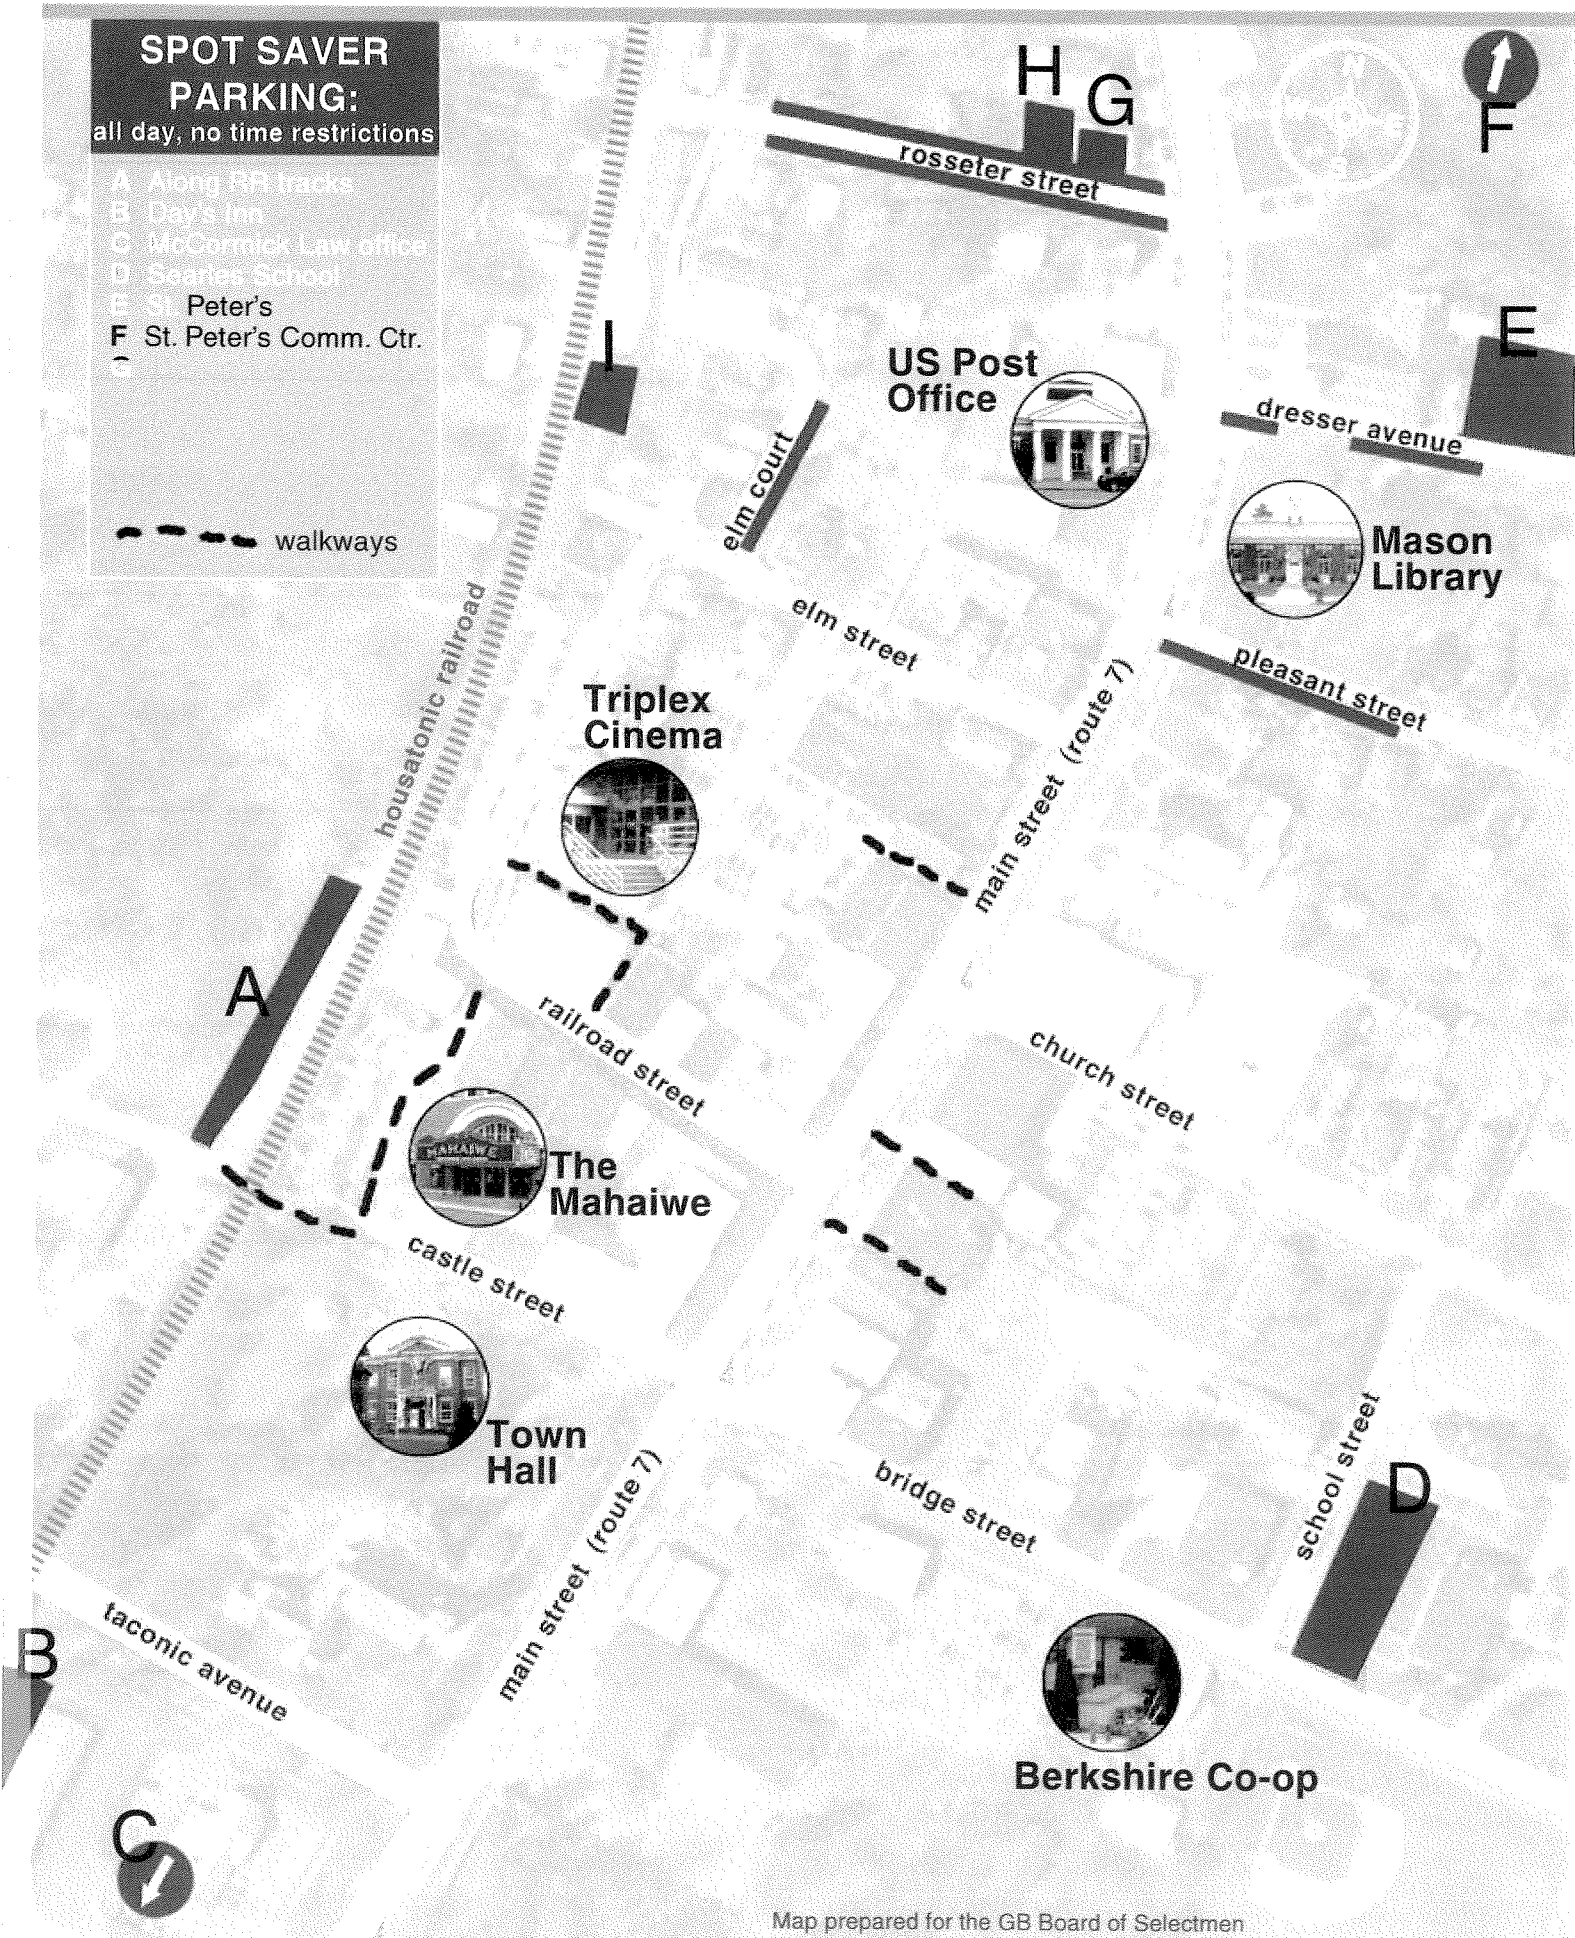 SPOT SAVER
PARKING:
all day, no time restrictions
A Along RR tracks
B Day's Inn
C McCormick Law office
D Searles School
E St. Peter's
F St. Peter's Comm. Ctr.
G
walkways
H
G
F
N
rosseter street
I
E
US Post
Office
dresser avenue
elm court
Mason
Library
elm street
pleasant street
housatonic railroad
Triplex
Cinema
main street (route 7)
A
railroad street
church street
MAHAIWE
The
Mahaiwe
castle street
Town
Hall
main street (route 7)
bridge street
school street
D
B
taconic avenue
C
Berkshire Co-op
Map prepared for the GB Board of Selectmen